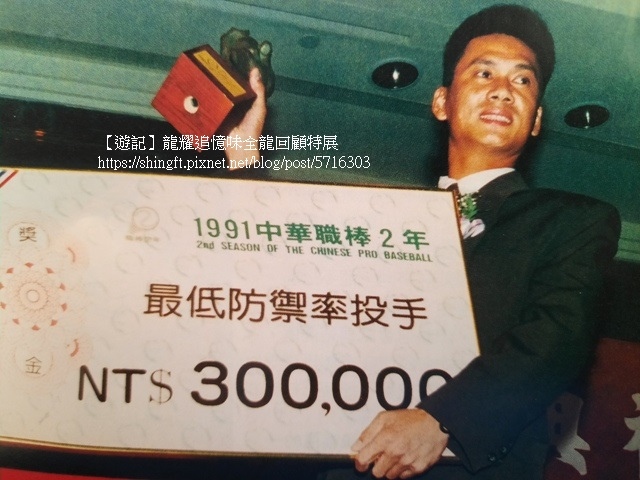 【遊記】龍耀追憶味全龍回顧特展
https://shingft.pixnet.net/blog/post/5716303
1991中華職棒2年
2nd SEASON OF THE CHINESE PRO BASEBALL
獎
最低防禦率投手
金
NT$ 300,000